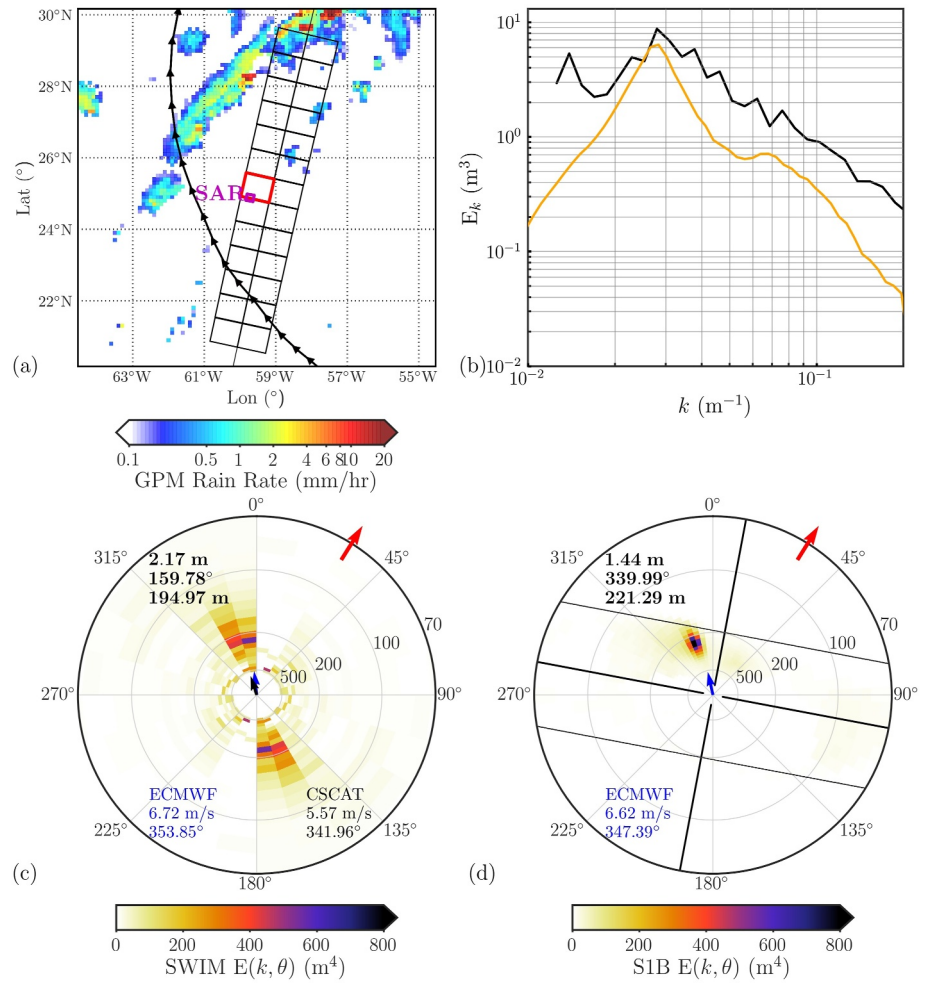 30°N
28°N
26°N
24°N
22°N
Lat (°)
SAR
63°W 61°W 59°W 57°W 55°W
Lon (°)
(a)
10¹
10⁰
10⁻¹
10⁻²
E_k (m³)
10⁻² 10⁻¹
k (m⁻¹)
(b)
0.1 0.5 1 2 4 6 8 10 20
GPM Rain Rate (mm/hr)
0°
45°
70
90°
135°
180°
225°
270°
315°
100
200
500
2.17 m
159.78°
194.97 m
ECMWF
6.72 m/s
353.85°
CSCAT
5.57 m/s
341.96°
(c)
0 200 400 600 800
SWIM E(k, θ) (m⁴)
0°
45°
70
90°
135°
180°
225°
270°
315°
100
200
500
1.44 m
339.99°
221.29 m
ECMWF
6.62 m/s
347.39°
(d)
0 200 400 600 800
S1B E(k, θ) (m⁴)